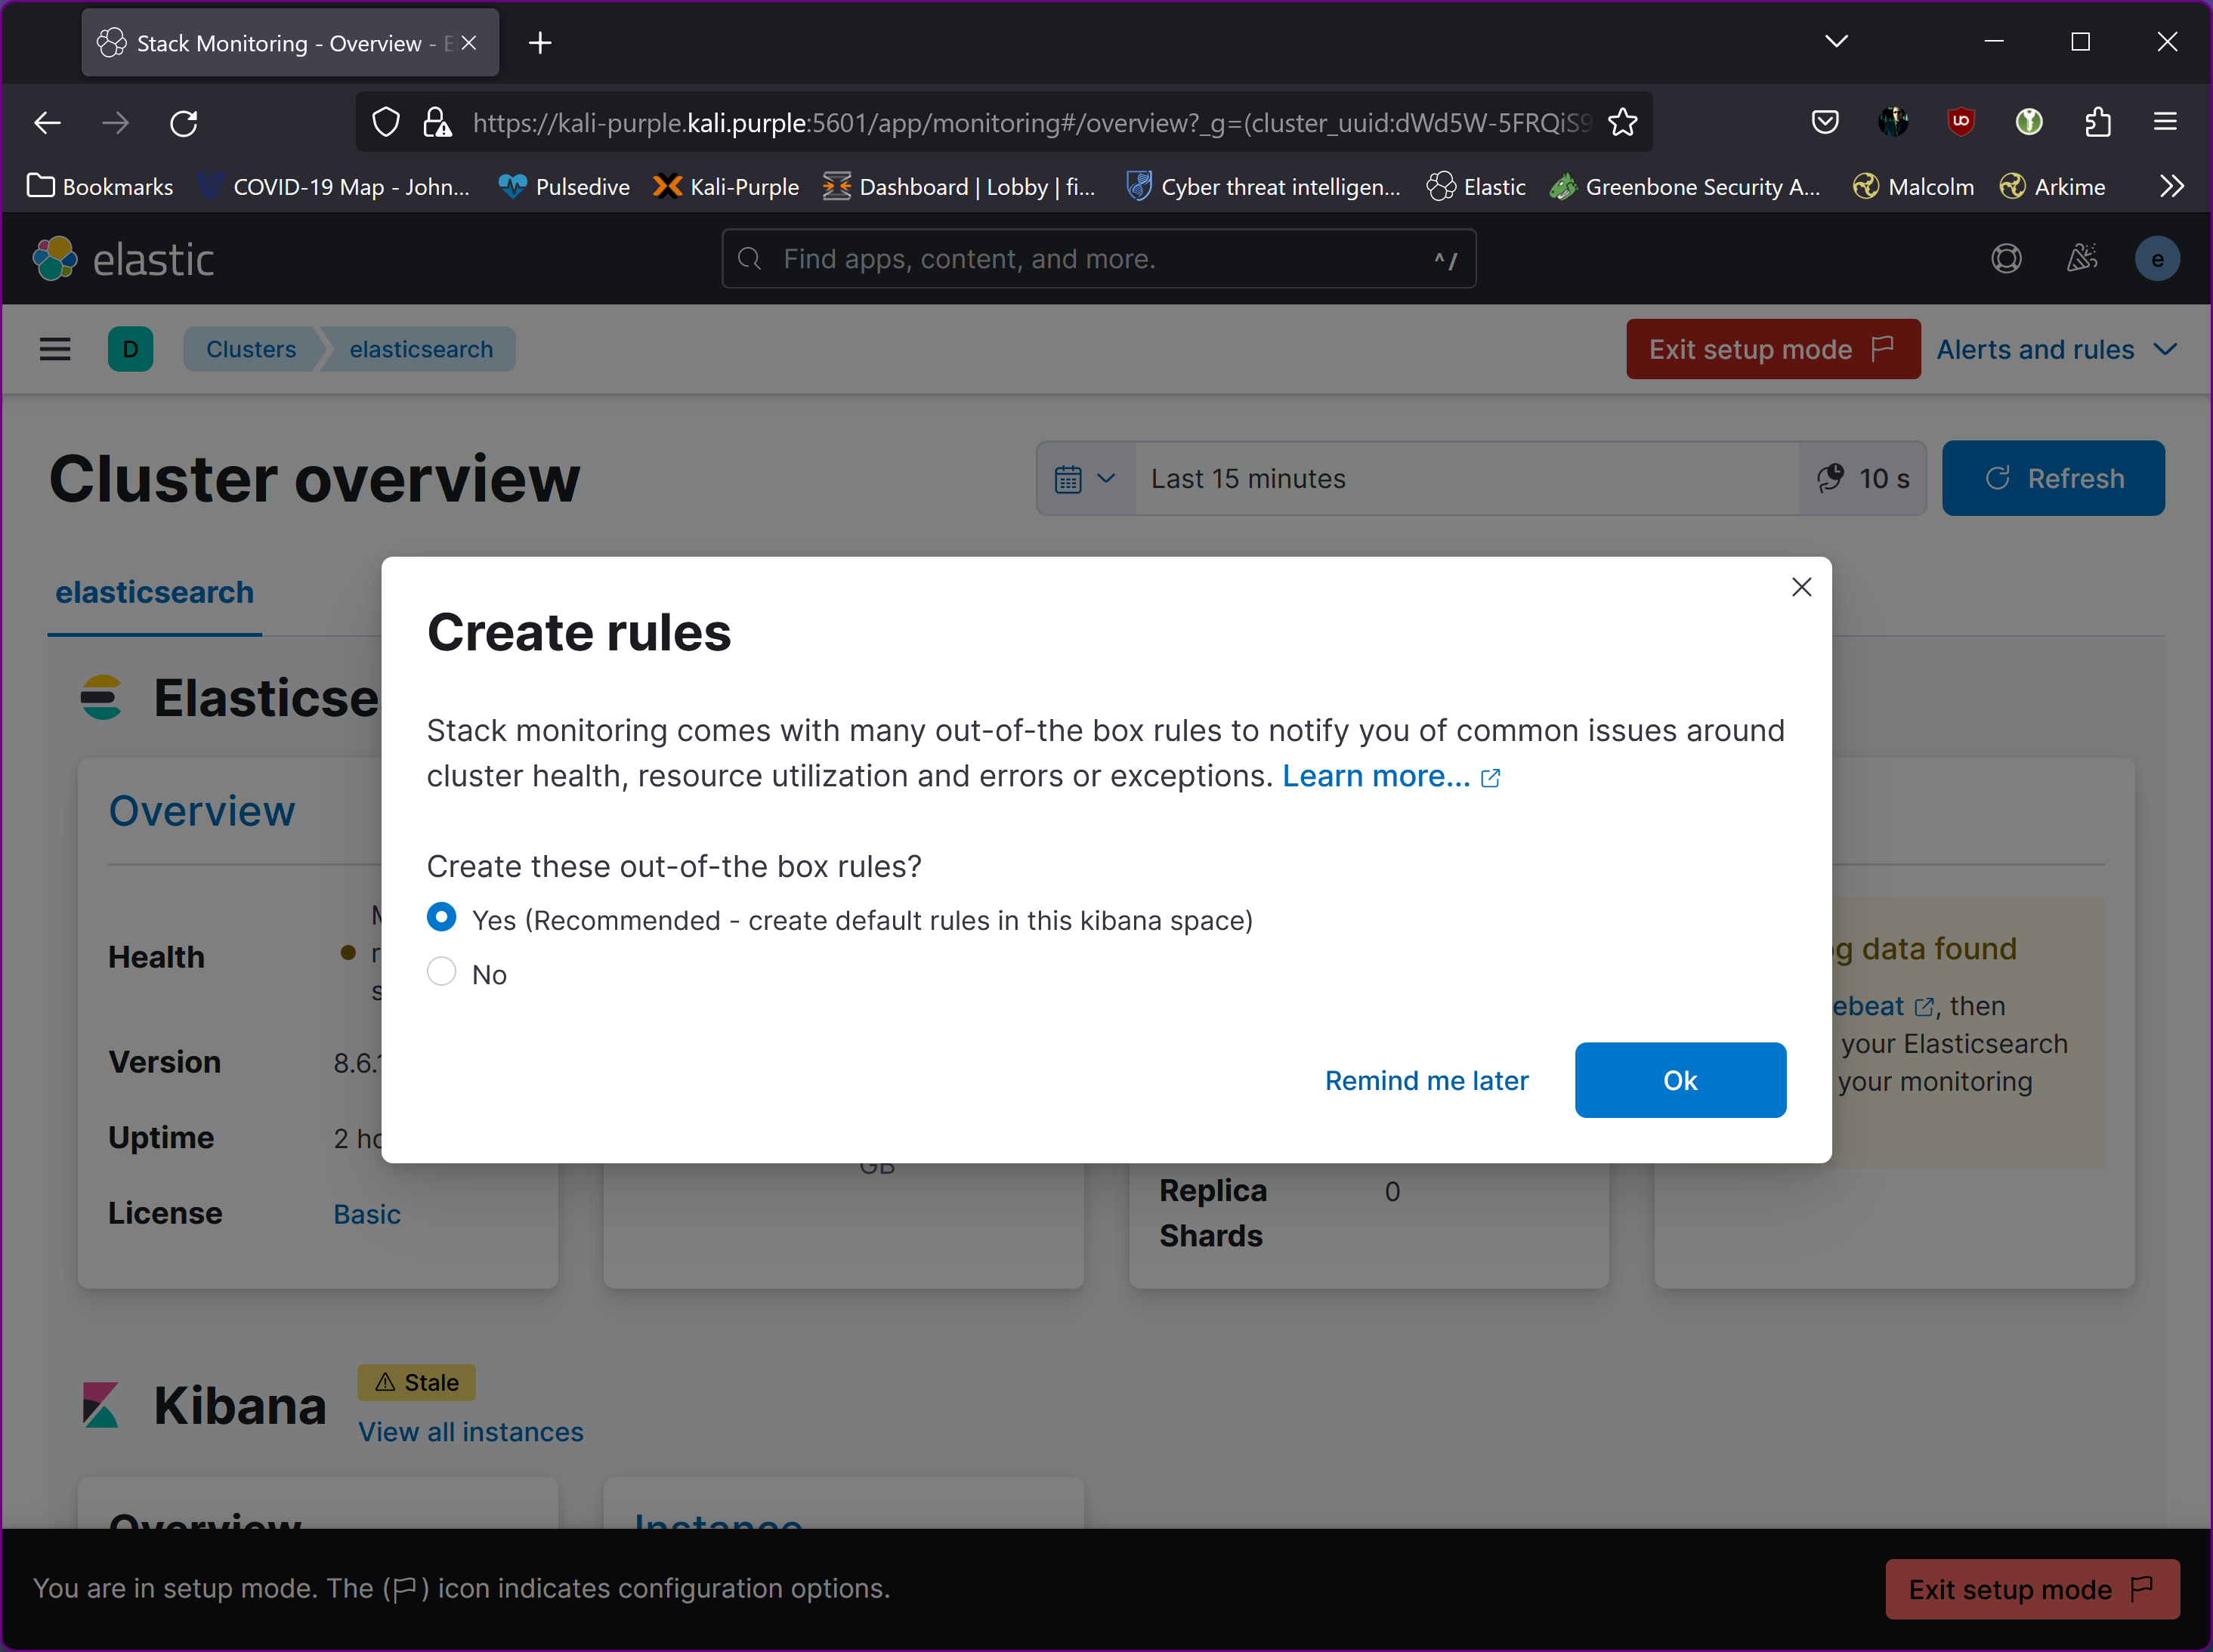 Stack Monitoring - Overview - E
https://kali-purple.kali.purple:5601/app/monitoring#/overview?_g=(cluster_uuid:dWd5W-5FRQiS9
Bookmarks COVID-19 Map - John... Pulsedive Kali-Purple Dashboard | Lobby | fi... Cyber threat intelligen... Elastic Greenbone Security A... Malcolm Arkime
elastic Find apps, content, and more. ^/ e
D Clusters elasticsearch Exit setup mode Alerts and rules
Cluster overview Last 15 minutes 10 s Refresh
elasticsearch
Create rules
Stack monitoring comes with many out-of-the box rules to notify you of common issues around
cluster health, resource utilization and errors or exceptions. Learn more...
Create these out-of-the box rules?
Yes (Recommended - create default rules in this kibana space)
No
Remind me later Ok
Overview
Health
Version 8.6.1
Uptime 2
License Basic
GB
Replica 0
Shards
data found
, then
your Elasticsearch
your monitoring
Kibana Stale
View all instances
Overview Instance
You are in setup mode. The ( ) icon indicates configuration options. Exit setup mode